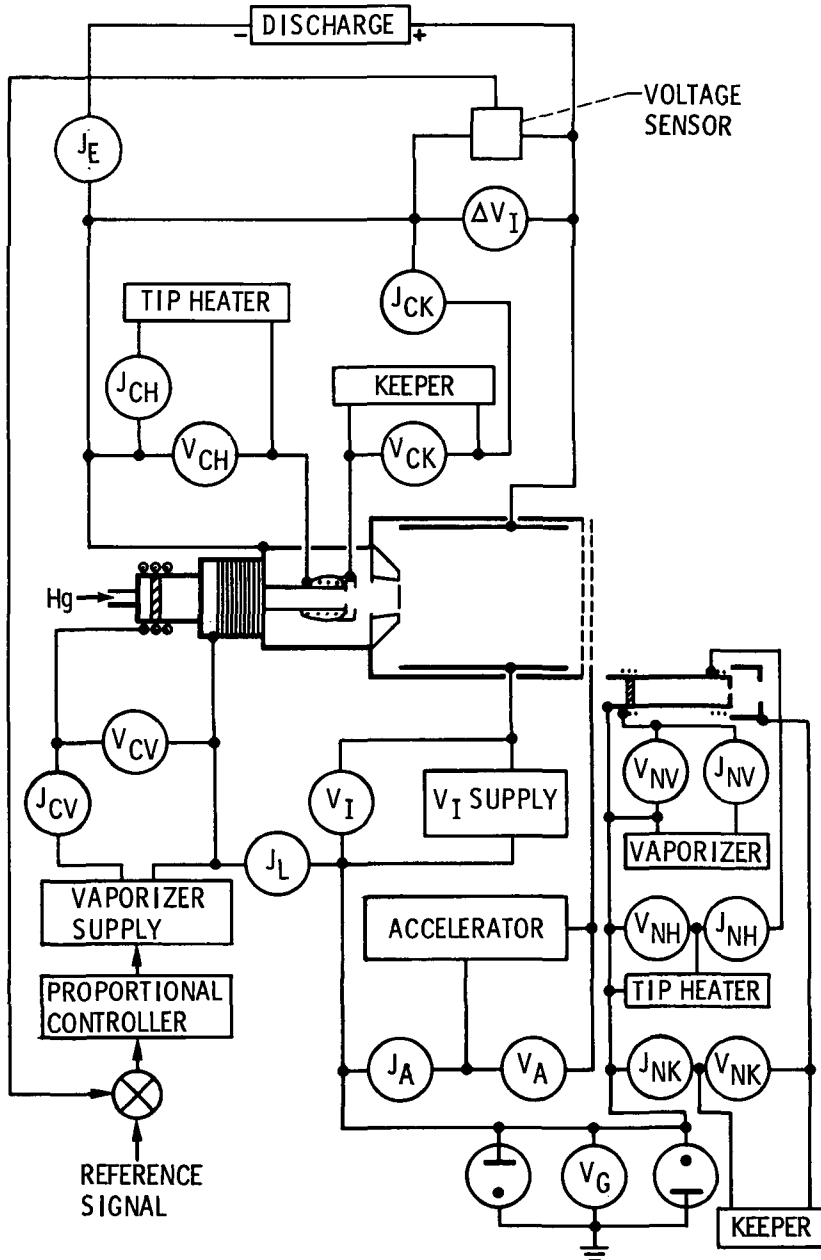 - DISCHARGE +
VOLTAGE
SENSOR
J_E
ΔV_I
TIP HEATER
J_CK
J_CH
KEEPER
V_CH
V_CK
Hg
V_CV
V_I
V_I SUPPLY
V_NV
J_NV
J_CV
VAPORIZER
J_L
VAPORIZER
SUPPLY
ACCELERATOR
V_NH
J_NH
TIP HEATER
PROPORTIONAL
CONTROLLER
J_A
V_A
J_NK
V_NK
REFERENCE
SIGNAL
V_G
KEEPER